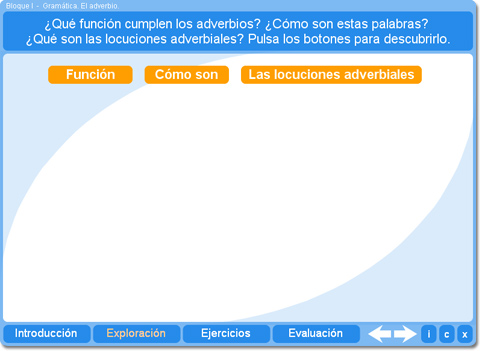 Bloque I - Gramática. El adverbio.
¿Qué función cumplen los adverbios? ¿Cómo son estas palabras?
¿Qué son las locuciones adverbiales? Pulsa los botones para descubrirlo.
Función Cómo son Las locuciones adverbiales
Introducción Exploración Ejercicios Evaluación i c x